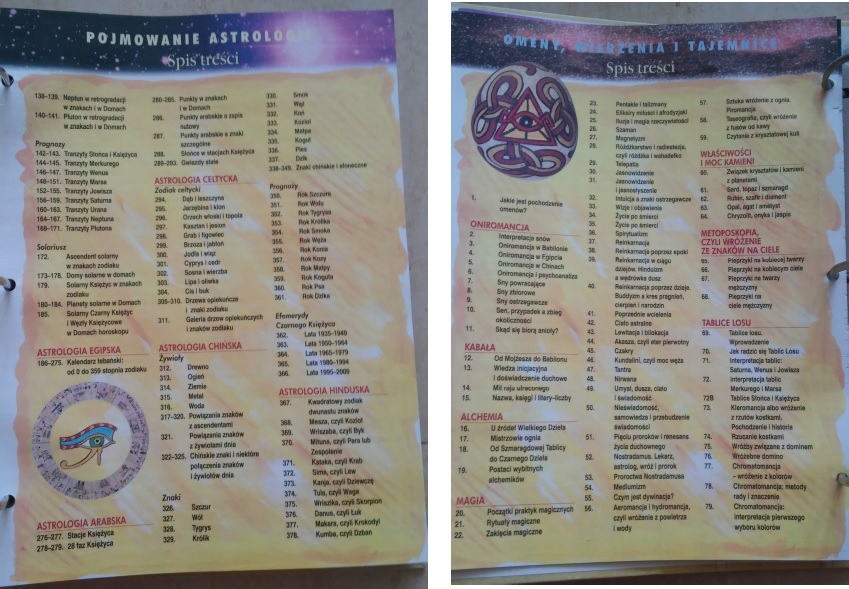 POJMOWANIE ASTROLOGII
Spis treści
138-139. Neptun w retrogradacji
w znakach i w Domach
140-141. Pluton w retrogradacji
w znakach i w Domach
Prognozy
142-143. Tranzyty Słońca i Księżyca
144-145. Tranzyty Merkurego
146-147. Tranzyty Wenus
148-151. Tranzyty Marsa
152-155. Tranzyty Jowisza
156-159. Tranzyty Saturna
160-163. Tranzyty Urana
164-167. Tranzyty Neptuna
168-171. Tranzyty Plutona
Solariusz
172. Ascendent solarny
w znakach zodiaku
173-178. Domy solarne w domach
179. Solarny Księżyc w znakach
zodiaku
180-184. Planety solarne w Domach
185. Solarny Czarny Księżyc
i Węzły Księżycowe
w Domach horoskopu
ASTROLOGIA EGIPSKA
186-275. Kalendarz tebański:
od 0 do 359 stopnia zodiaku
ASTROLOGIA ARABSKA
276-277. Stacje Księżyca
278-279. 28 faz Księżyca
280-285. Punkty w znakach
i w Domach
286. Punkty arabskie a zapis
nutowy
287. Punkty arabskie a znaki
szczególne
288. Słońce w stacjach Księżyca
289-293. Gwiazdy stałe
ASTROLOGIA CELTYCKA
Zodiak celtycki
294. Dąb i leszczyna
295. Jarzębina i klon
296. Orzech włoski i topola
297. Kasztan i jesion
298. Grab i figowiec
299. Brzoza i jabłoń
300. Jodła i wiąz
301. Cyprys i cedr
302. Sosna i wierzba
303. Lipa i oliwka
304. Cis i buk
305-310. Drzewa opiekuńcze
i znaki zodiaku
311. Galeria drzew opiekuńczych
i znaków zodiaku
ASTROLOGIA CHIŃSKA
Żywioły
312. Drewno
313. Ogień
314. Ziemie
315. Metal
316. Woda
317-320. Powiązania znaków
z ascendentami
321. Powiązania znaków
z żywiołami dnia
322-325. Chińskie znaki i niektóre
połączenia znaków
i żywiołów dnia
Znaki
326. Szczur
327. Wół
328. Tygrys
329. Królik
330. Smok
331. Wąż
332. Koń
333. Kozioł
334. Małpa
335. Kogut
336. Pies
337. Dzik
338-349. Znaki chińskie i słoneczne
Prognozy
350. Rok Szczura
351. Rok Wołu
352. Rok Tygrysa
353. Rok Królika
354. Rok Smoka
355. Rok Węża
356. Rok Konia
357. Rok Kozy
358. Rok Małpy
359. Rok Koguta
360. Rok Psa
361. Rok Dzika
Efemerydy
Czarnego Księżyca
362. Lata 1935-1949
363. Lata 1950-1964
364. Lata 1965-1979
365. Lata 1980-1994
366. Lata 1995-2009
ASTROLOGIA HINDUSKA
367. Kwadratowy zodiak
dwunastu znaków
368. Mesza, czyli Kozioł
369. Wriszaba, czyli Byk
370. Mituna, czyli Para lub
Zespolenie
371. Kataka, czyli Krab
372. Sima, czyli Lew
373. Kanja, czyli Dziewczę
374. Tula, czyli Waga
375. Wriszka, czyli Skorpion
376. Danus, czyli Łuk
377. Makara, czyli Krokodyl
378. Kumba, czyli Dzban
OMENY, WIERZENIA I TAJEMNICE
Spis treści
1. Jakie jest pochodzenie
omenów?
ONIROMANCJA
2. Interpretacja snów
3. Oniromancja w Babilonie
4. Oniromancja w Egipcie
5. Oniromancja w Chinach
6. Oniromancja i psychoanaliza
7. Sny powracające
8. Sny zbiorowe
9. Sny ostrzegawcze
10. Sen, przypadek a zbieg
okoliczności
11. Skąd się biorą anioły?
KABAŁA
12. Od Mojżesza do Babilonu
13. Wiedza inicjacyjna
i doświadczenie duchowe
14. Mit raju utraconego
15. Nazwa, księgi i litery-liczby
ALCHEMIA
16. U źródeł Wielkiego Dzieła
17. Mistrzowie ognia
18. Od Szmaragdowej Tablicy
do Czarnego Dzieła
19. Postaci wybitnych
alchemików
MAGIA
20. Początki praktyk magicznych
21. Rytuały magiczne
22. Zaklęcia magiczne
23. Pentakle i talizmany
24. Eliksiry miłości i afrodyzjaki
25. Iluzja i magia rzeczywistości
26. Szaman
27. Magnetyzm
28. Różdżkarstwo i radiestezja,
czyli różdżka i wahadełko
29. Telepatia
30. Jasnowidzenie
31. Jasnowidzenie
i jasnosłyszenie
32. Intuicja a znaki ostrzegawcze
33. Wizje i objawienia
34. Życie po śmierci
35. Życie po śmierci
36. Spirytualizm
37. Reinkarnacja
38. Reinkarnacja poprzez epoki
39. Reinkarnacja w ciągu
dziejów. Hinduizm
a wędrówka dusz
40. Reinkarnacja poprzez dzieje.
Buddyzm a kres pragnień,
cierpień i narodzin
41. Poprzednie wcielenia
42. Ciało astralne
43. Lewitacja i bilokacja
44. Akasza, czyli eter pierwotny
45. Czakry
46. Kundalini, czyli moc węża
47. Tantra
48. Nirwana
49. Umysł, dusza, ciało
i świadomość
50. Nieświadomość,
samowiedza i przebudzenie
świadomości
51. Pięciu proroków i renesans
życia duchowego
52. Nostradamus. Lekarz,
astrolog, wróż i prorok
53. Proroctwa Nostradamusa
54. Mediumizm
55. Czym jest dywinacja?
56. Aeromancja i hydromancja,
czyli wróżenie z powietrza
i wody
57. Sztuka wróżenia z ognia.
Piromancja
58. Taseografia, czyli wróżenie
z fusów od kawy
59. Czytanie z kryształowej kuli
WŁAŚCIWOŚCI
I MOC KAMIENI
60. Związek kryształów i kamieni
z planetami
61. Sard, topaz i szmaragd
62. Rubin, szafir i diament
63. Opal, agat i ametyst
64. Chryzolit, onyks i jaspis
METOPOSKOPIA,
CZYLI WRÓŻENIE
ZE ZNAKÓW NA CIELE
65. Pieprzyki na kobiecej twarzy
66. Pieprzyki na kobiecym ciele
67. Pieprzyki na twarzy
mężczyzny
68. Pieprzyki na
ciele mężczyzny
TABLICE LOSU
69. Tablice losu.
Wprowadzenie
70. Jak radzić się Tablic Losu
71. Interpretacja tablic:
Saturna, Wenus i Jowisza
72. Interpretacja tablic
Merkurego i Marsa
72B Tablice Słońca i Księżyca
73. Kleromancja albo wróżenie
z rzutów kostkami.
Pochodzenie i historia
74. Rzucanie kostkami
75. Wróżby związane z dominem
76. Wróżebne domino
77. Chromatomancja
- wróżenie z kolorów
78. Chromatomancja: metody
rady i znaczenie
79. Chromatomancja:
interpretacja pierwszego
wyboru kolorów